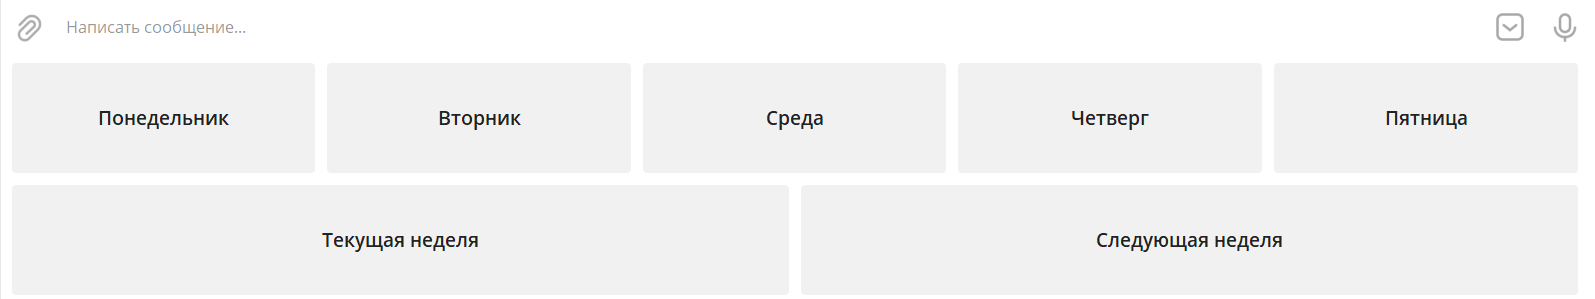 Написать сообщение...
Понедельник Вторник Среда Четверг Пятница
Текущая неделя Следующая неделя